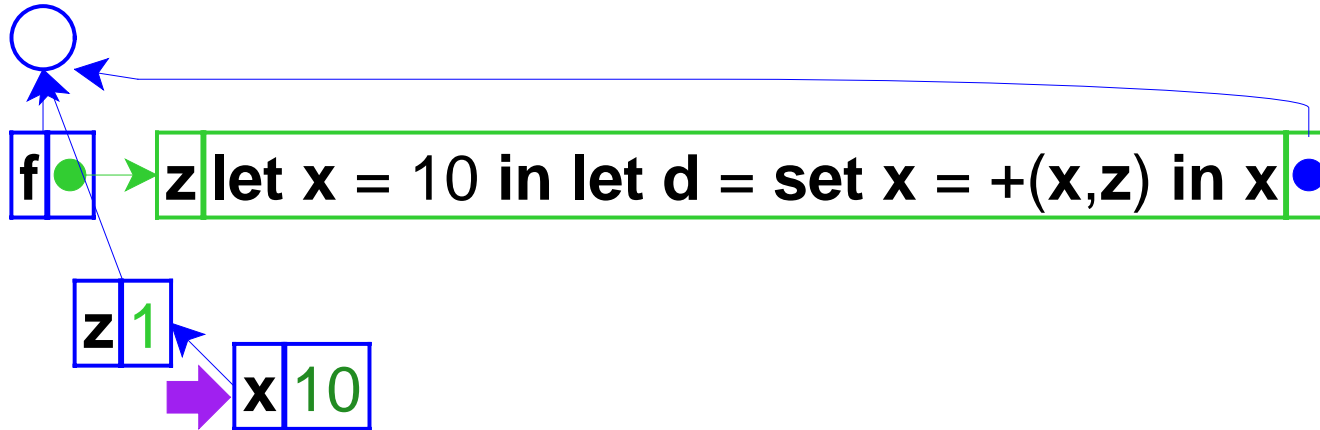 f z let x = 10 in let d = set x = +(x,z) in x
z 1
x 10